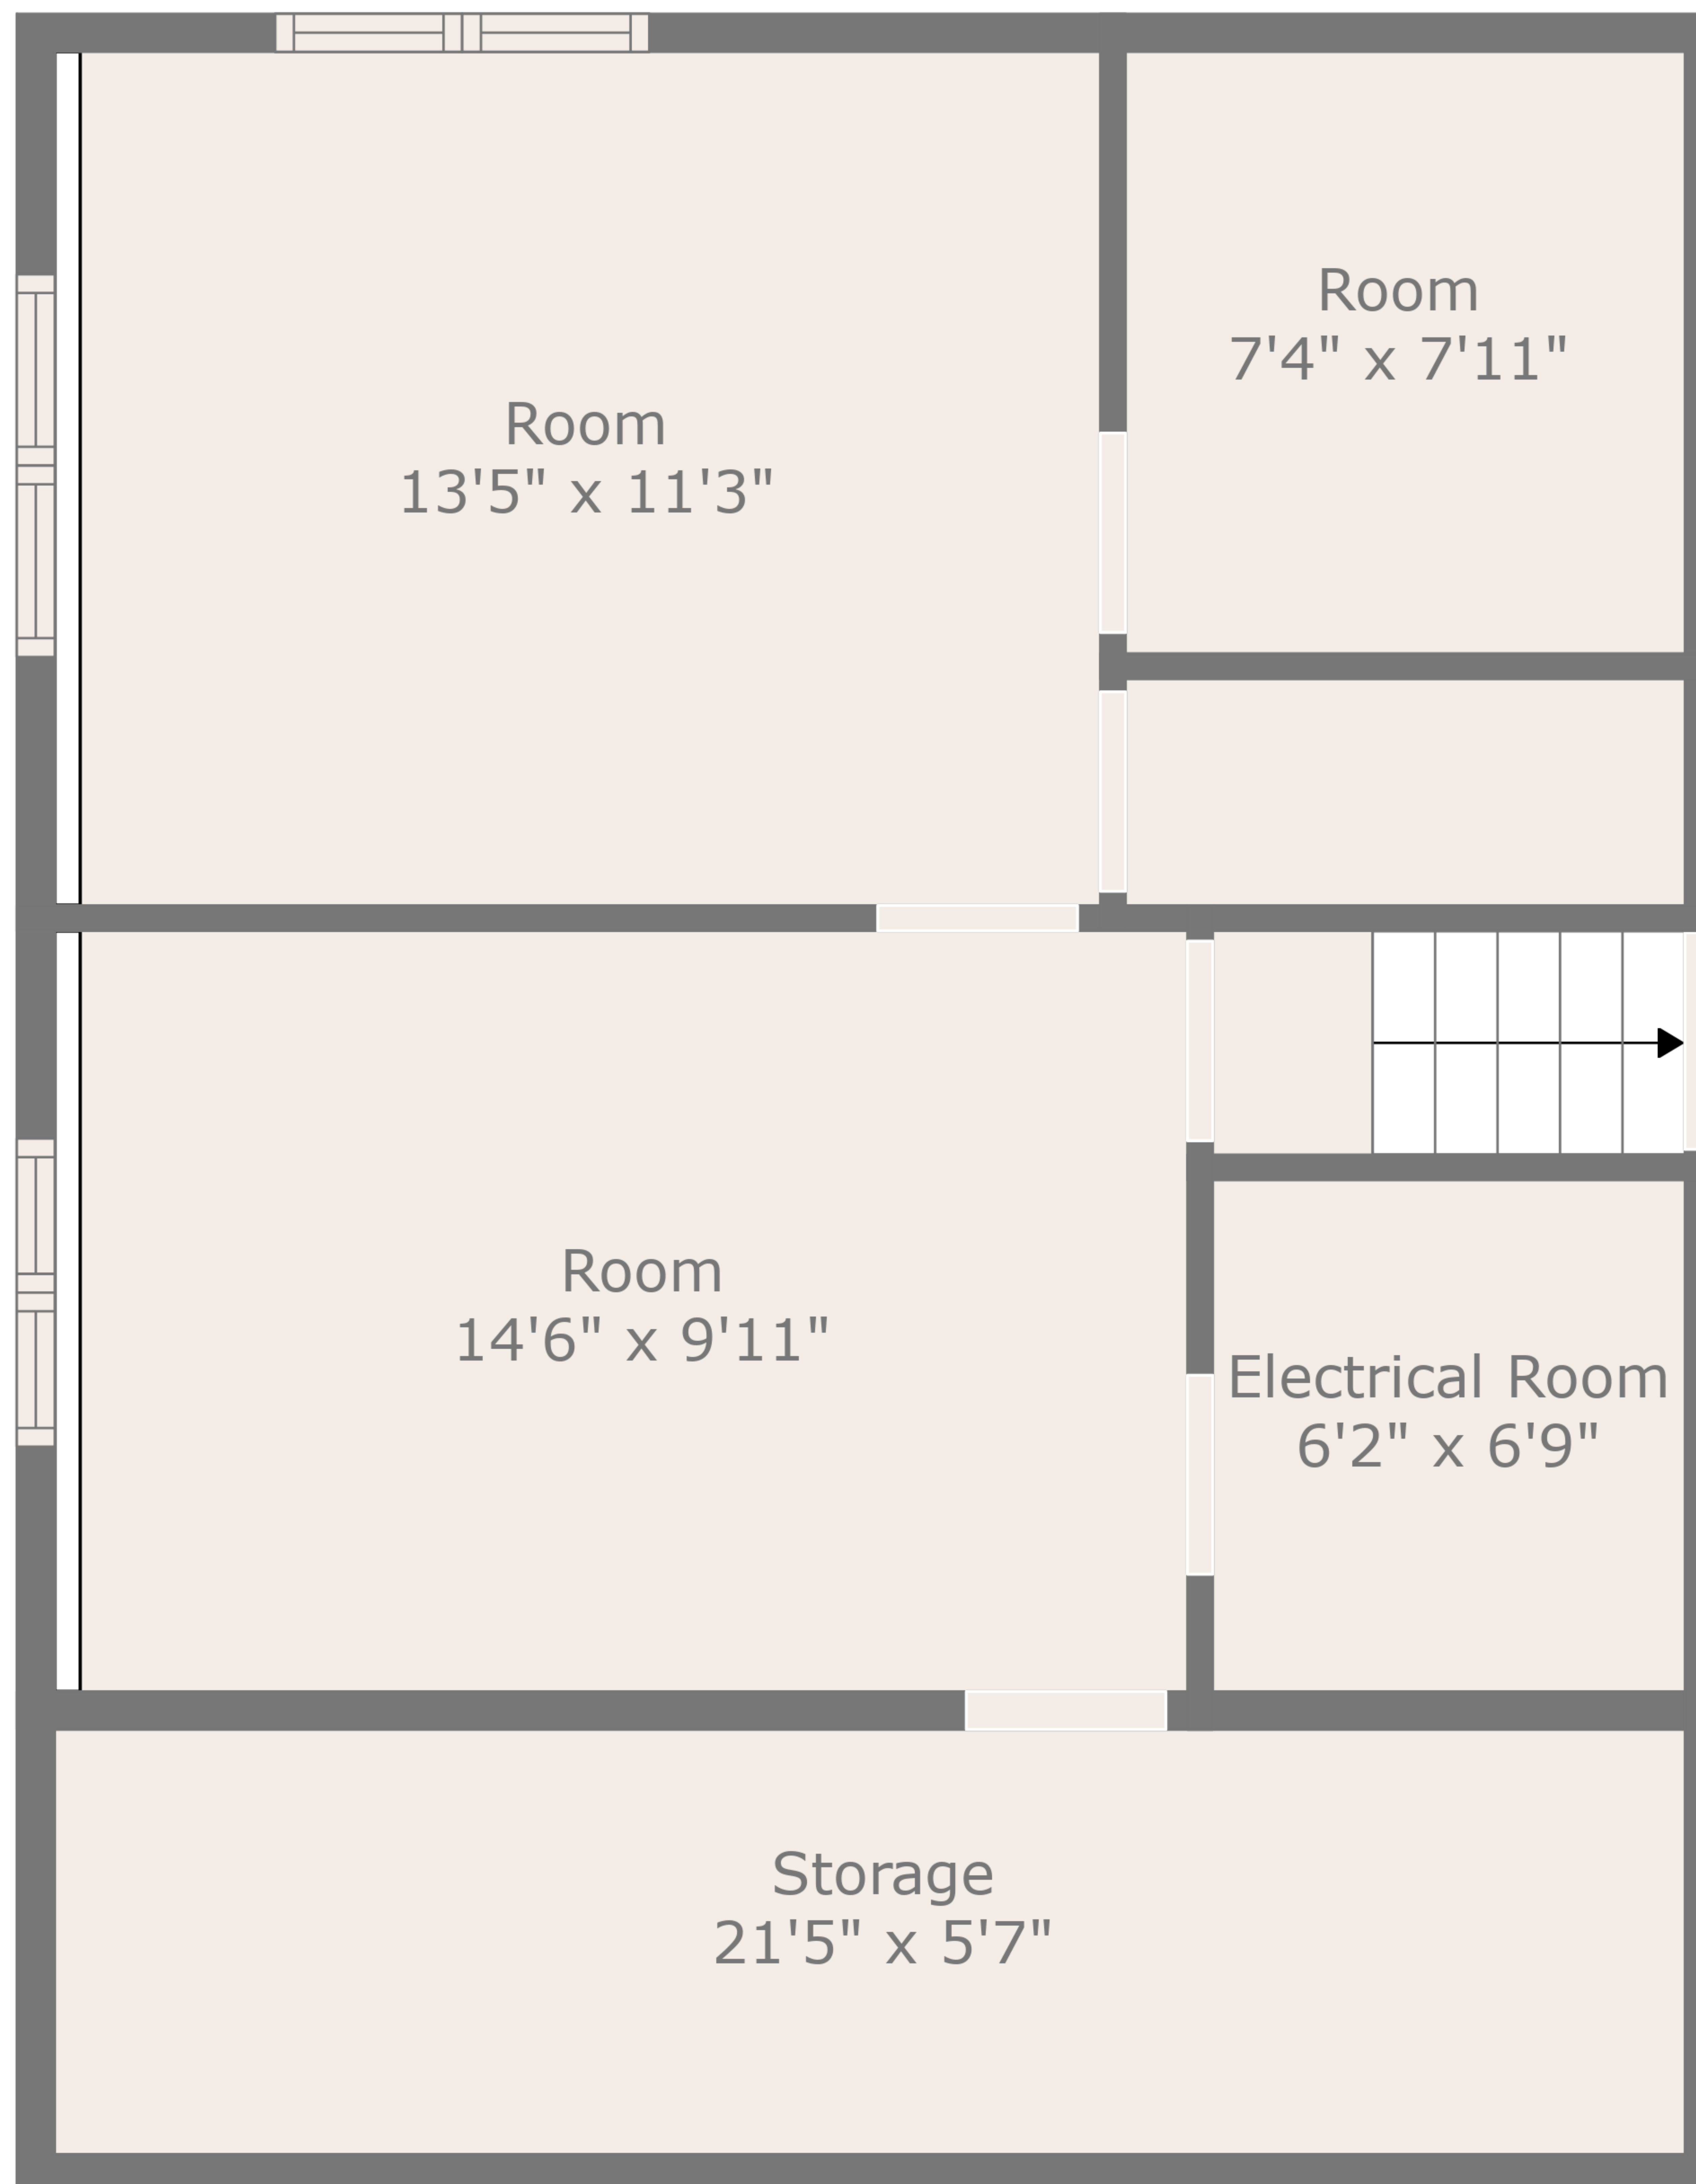 Room
7'4" x 7'11"
Room
13'5" x 11'3"
Room
14'6" x 9'11"
Electrical Room
6'2" x 6'9"
Storage
21'5" x 5'7"